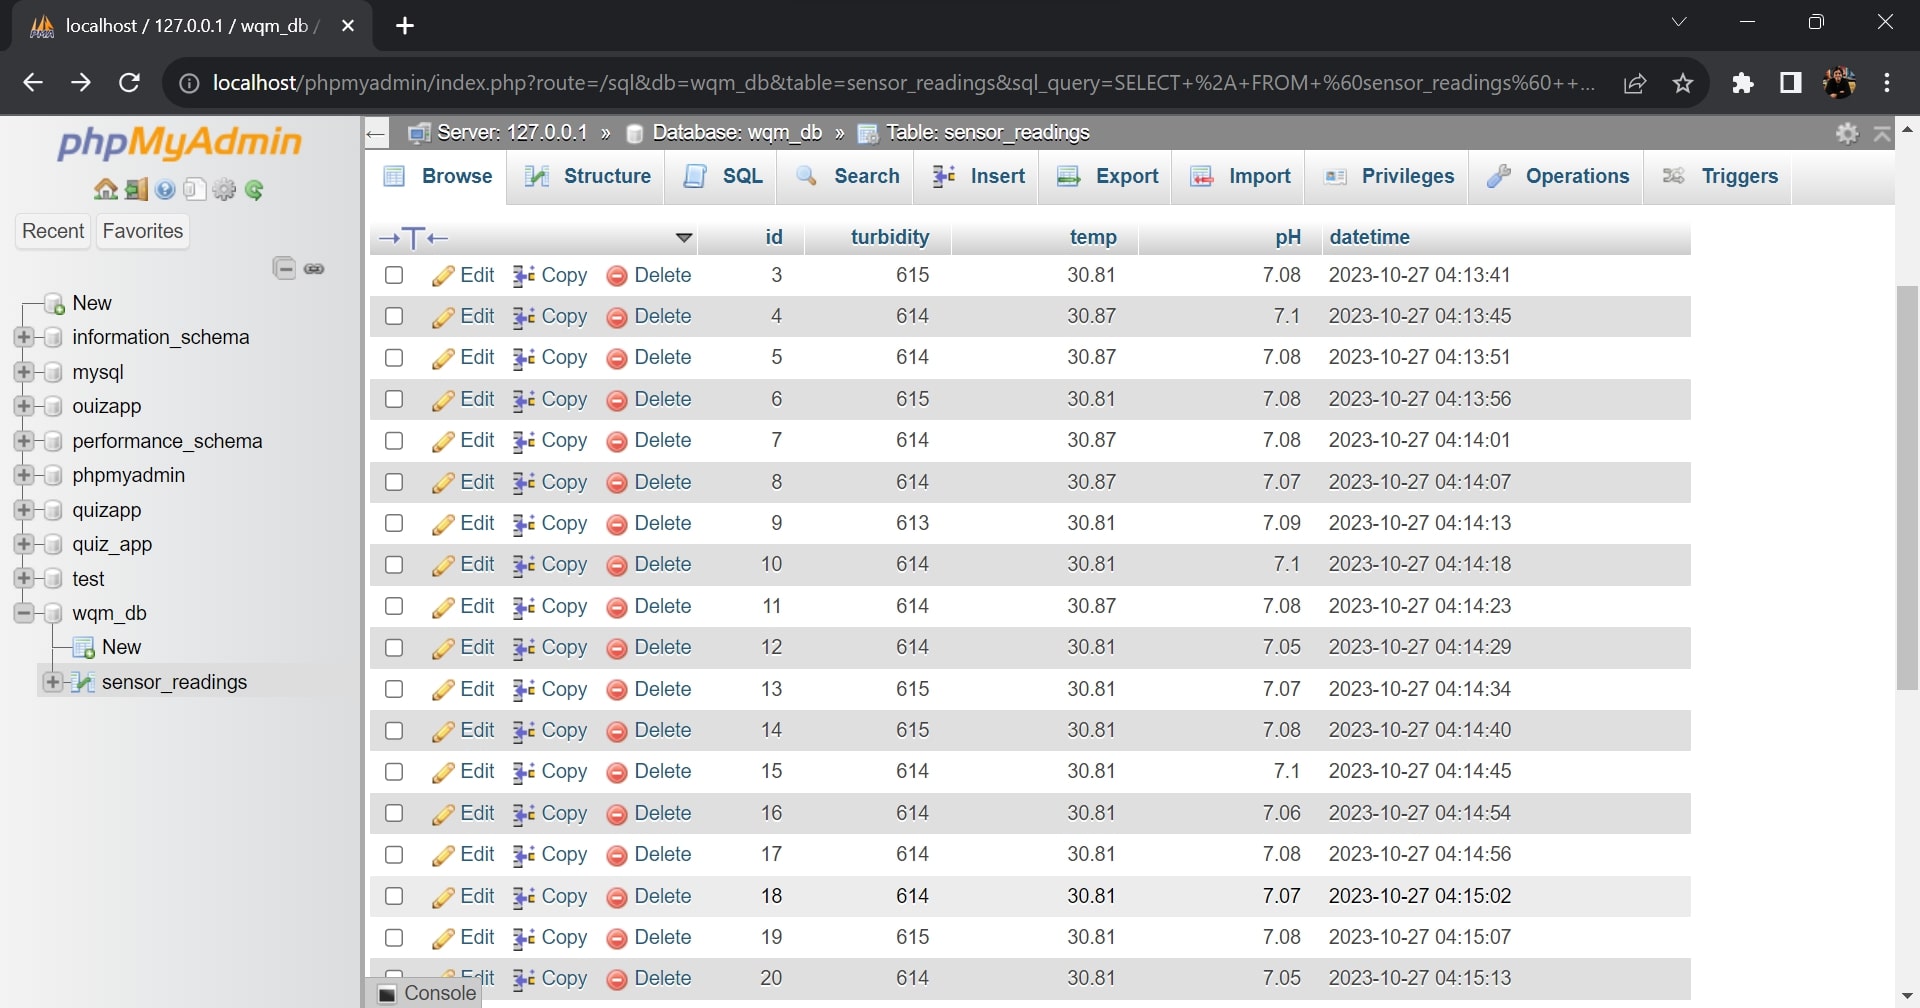 localhost / 127.0.0.1 / wqm_db /
localhost/phpmyadmin/index.php?route=/sql&db=wqm_db&table=sensor_readings&sql_query=SELECT+%2A+FROM+%60sensor_readings%60++...
phpMyAdmin
Recent Favorites
New
information_schema
mysql
ouizapp
performance_schema
phpmyadmin
quizapp
quiz_app
test
wqm_db
New
sensor_readings
Server: 127.0.0.1 » Database: wqm_db » Table: sensor_readings
Browse Structure SQL Search Insert Export Import Privileges Operations Triggers
id turbidity temp pH datetime
Edit Copy Delete 3 615 30.81 7.08 2023-10-27 04:13:41
Edit Copy Delete 4 614 30.87 7.1 2023-10-27 04:13:45
Edit Copy Delete 5 614 30.87 7.08 2023-10-27 04:13:51
Edit Copy Delete 6 615 30.81 7.08 2023-10-27 04:13:56
Edit Copy Delete 7 614 30.87 7.08 2023-10-27 04:14:01
Edit Copy Delete 8 614 30.87 7.07 2023-10-27 04:14:07
Edit Copy Delete 9 613 30.81 7.09 2023-10-27 04:14:13
Edit Copy Delete 10 614 30.81 7.1 2023-10-27 04:14:18
Edit Copy Delete 11 614 30.87 7.08 2023-10-27 04:14:23
Edit Copy Delete 12 614 30.81 7.05 2023-10-27 04:14:29
Edit Copy Delete 13 615 30.81 7.07 2023-10-27 04:14:34
Edit Copy Delete 14 615 30.81 7.08 2023-10-27 04:14:40
Edit Copy Delete 15 614 30.81 7.1 2023-10-27 04:14:45
Edit Copy Delete 16 614 30.81 7.06 2023-10-27 04:14:54
Edit Copy Delete 17 614 30.81 7.08 2023-10-27 04:14:56
Edit Copy Delete 18 614 30.81 7.07 2023-10-27 04:15:02
Edit Copy Delete 19 615 30.81 7.08 2023-10-27 04:15:07
Edit Copy Delete 20 614 30.81 7.05 2023-10-27 04:15:13
Console